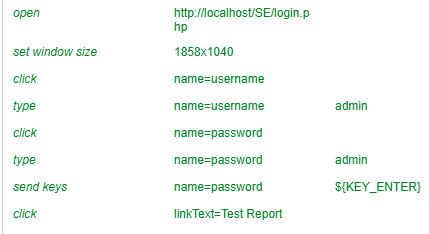 open http://localhost/SE/login.p
hp
set window size 1858x1040
click name=username
type name=username admin
click name=password
type name=password admin
send keys name=password ${KEY_ENTER}
click linkText=Test Report